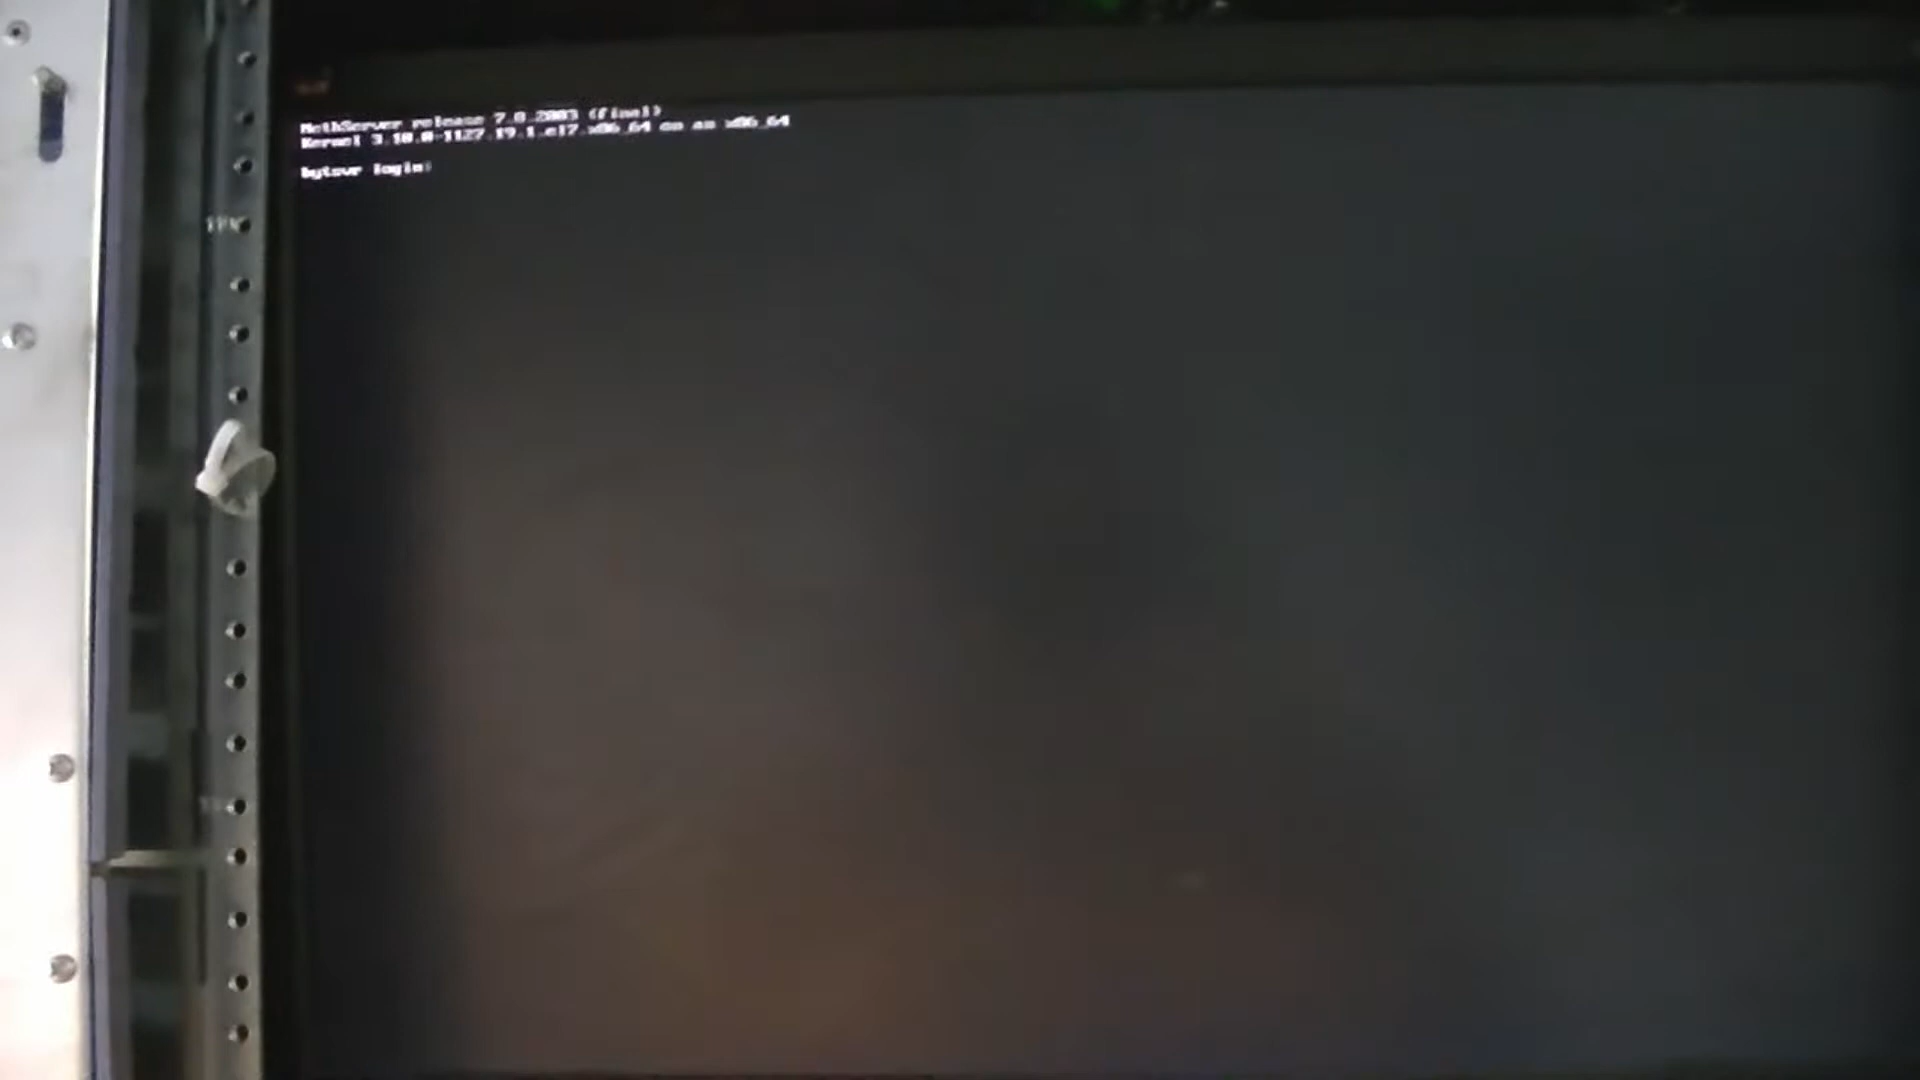 NethServer release 7.8.2003 (final)
Kernel 3.10.0-1127.19.1.el7.x86_64 on an x86_64
login: